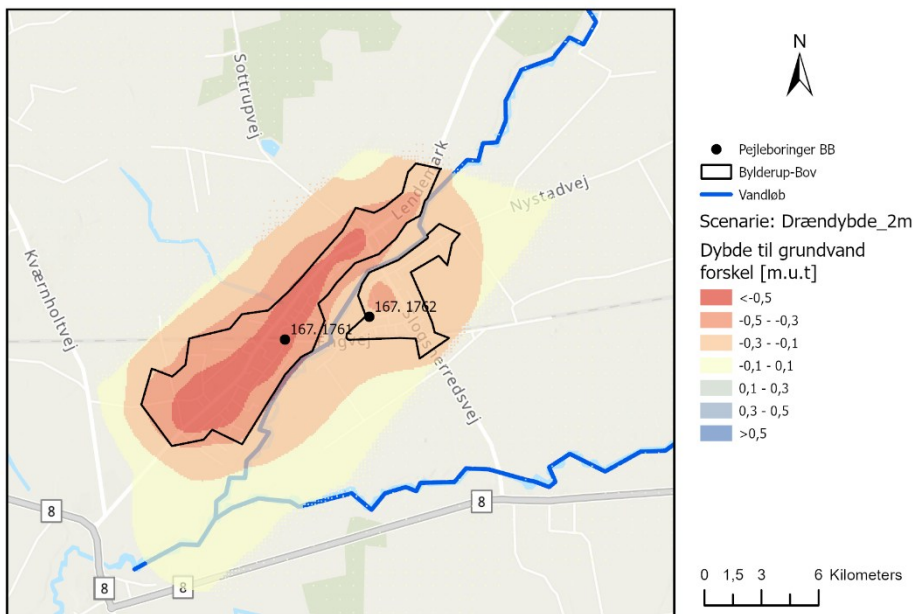 Sottrupvej
Lendemark
Nystadvej
Kværnholtvej
167. 1762
167. 1761
Slogsherredsvej
8
8
8
8
N
Pejleboringer BB
Bylderup-Bov
Vandløb
Scenarie: Drændybde_2m
Dybde til grundvand
forskel [m.u.t]
<-0,5
-0,5 - -0,3
-0,3 - -0,1
-0,1 - 0,1
0,1 - 0,3
0,3 - 0,5
>0,5
0 1,5 3 6 Kilometers